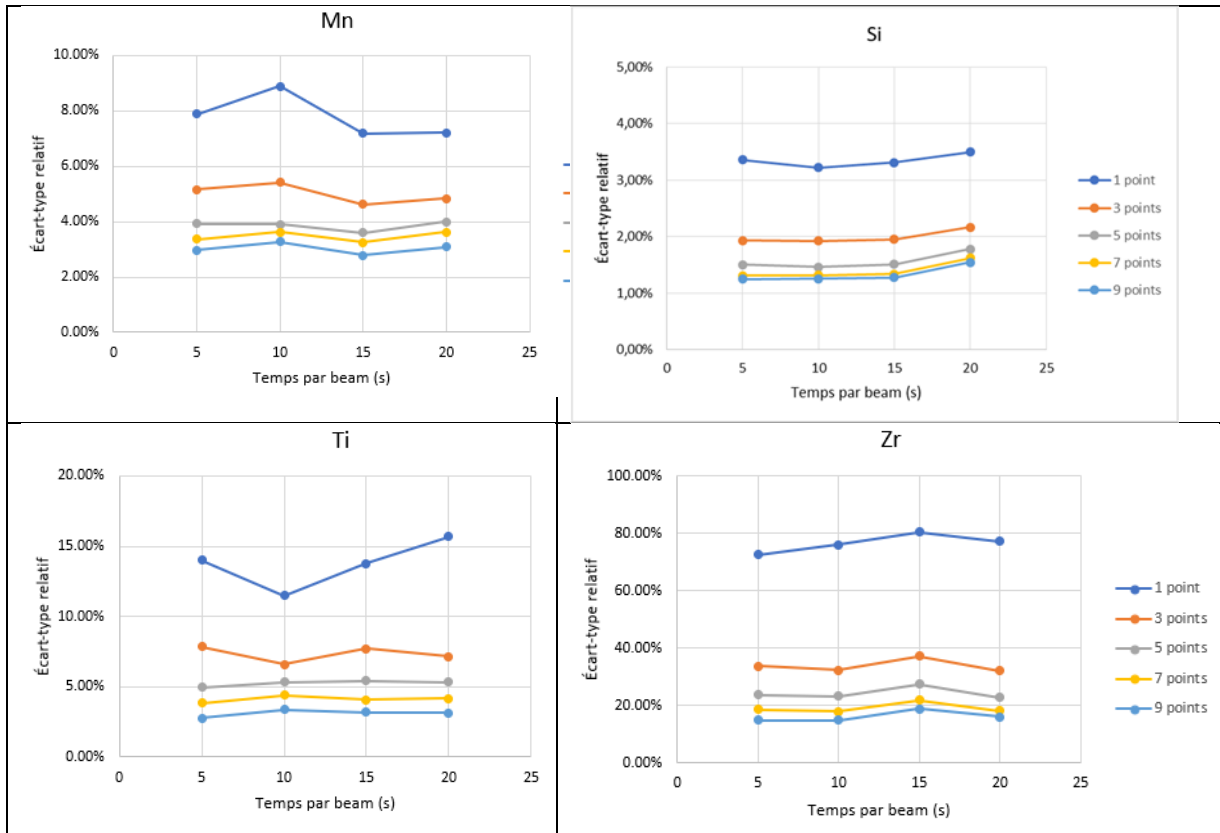 Mn
10.00%
8.00%
6.00%
4.00%
2.00%
0.00%
0 5 10 15 20 25
Écart-type relatif
Temps par beam (s)
Si
5,00%
4,00%
3,00%
2,00%
1,00%
0,00%
0 5 10 15 20 25
Écart-type relatif
Temps par beam (s)
1 point
3 points
5 points
7 points
9 points
Ti
20.00%
15.00%
10.00%
5.00%
0.00%
0 5 10 15 20 25
Écart-type relatif
Temps par beam (s)
Zr
100.00%
80.00%
60.00%
40.00%
20.00%
0.00%
0 5 10 15 20 25
Écart-type relatif
Temps par beam (s)
1 point
3 points
5 points
7 points
9 points